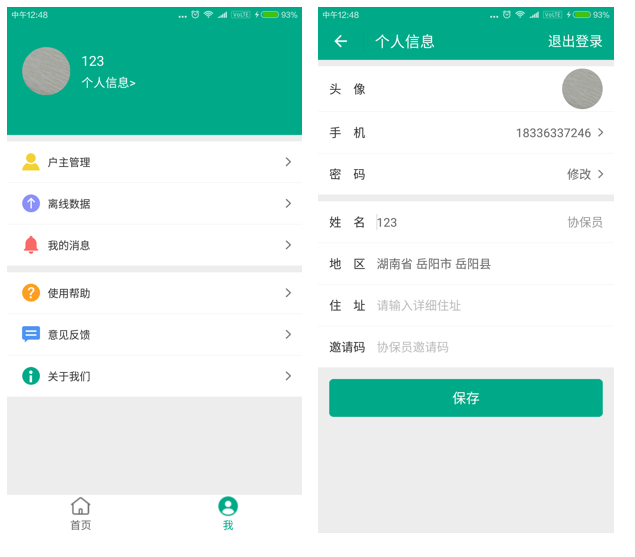 中午12:48
VoLTE
93%
123
个人信息>
户主管理
离线数据
我的消息
使用帮助
意见反馈
关于我们
首页
我
中午12:48
VoLTE
93%
个人信息
退出登录
头 像
手 机 18336337246
密 码 修改
姓 名 123 协保员
地 区 湖南省 岳阳市 岳阳县
住 址 请输入详细住址
邀请码 协保员邀请码
保存